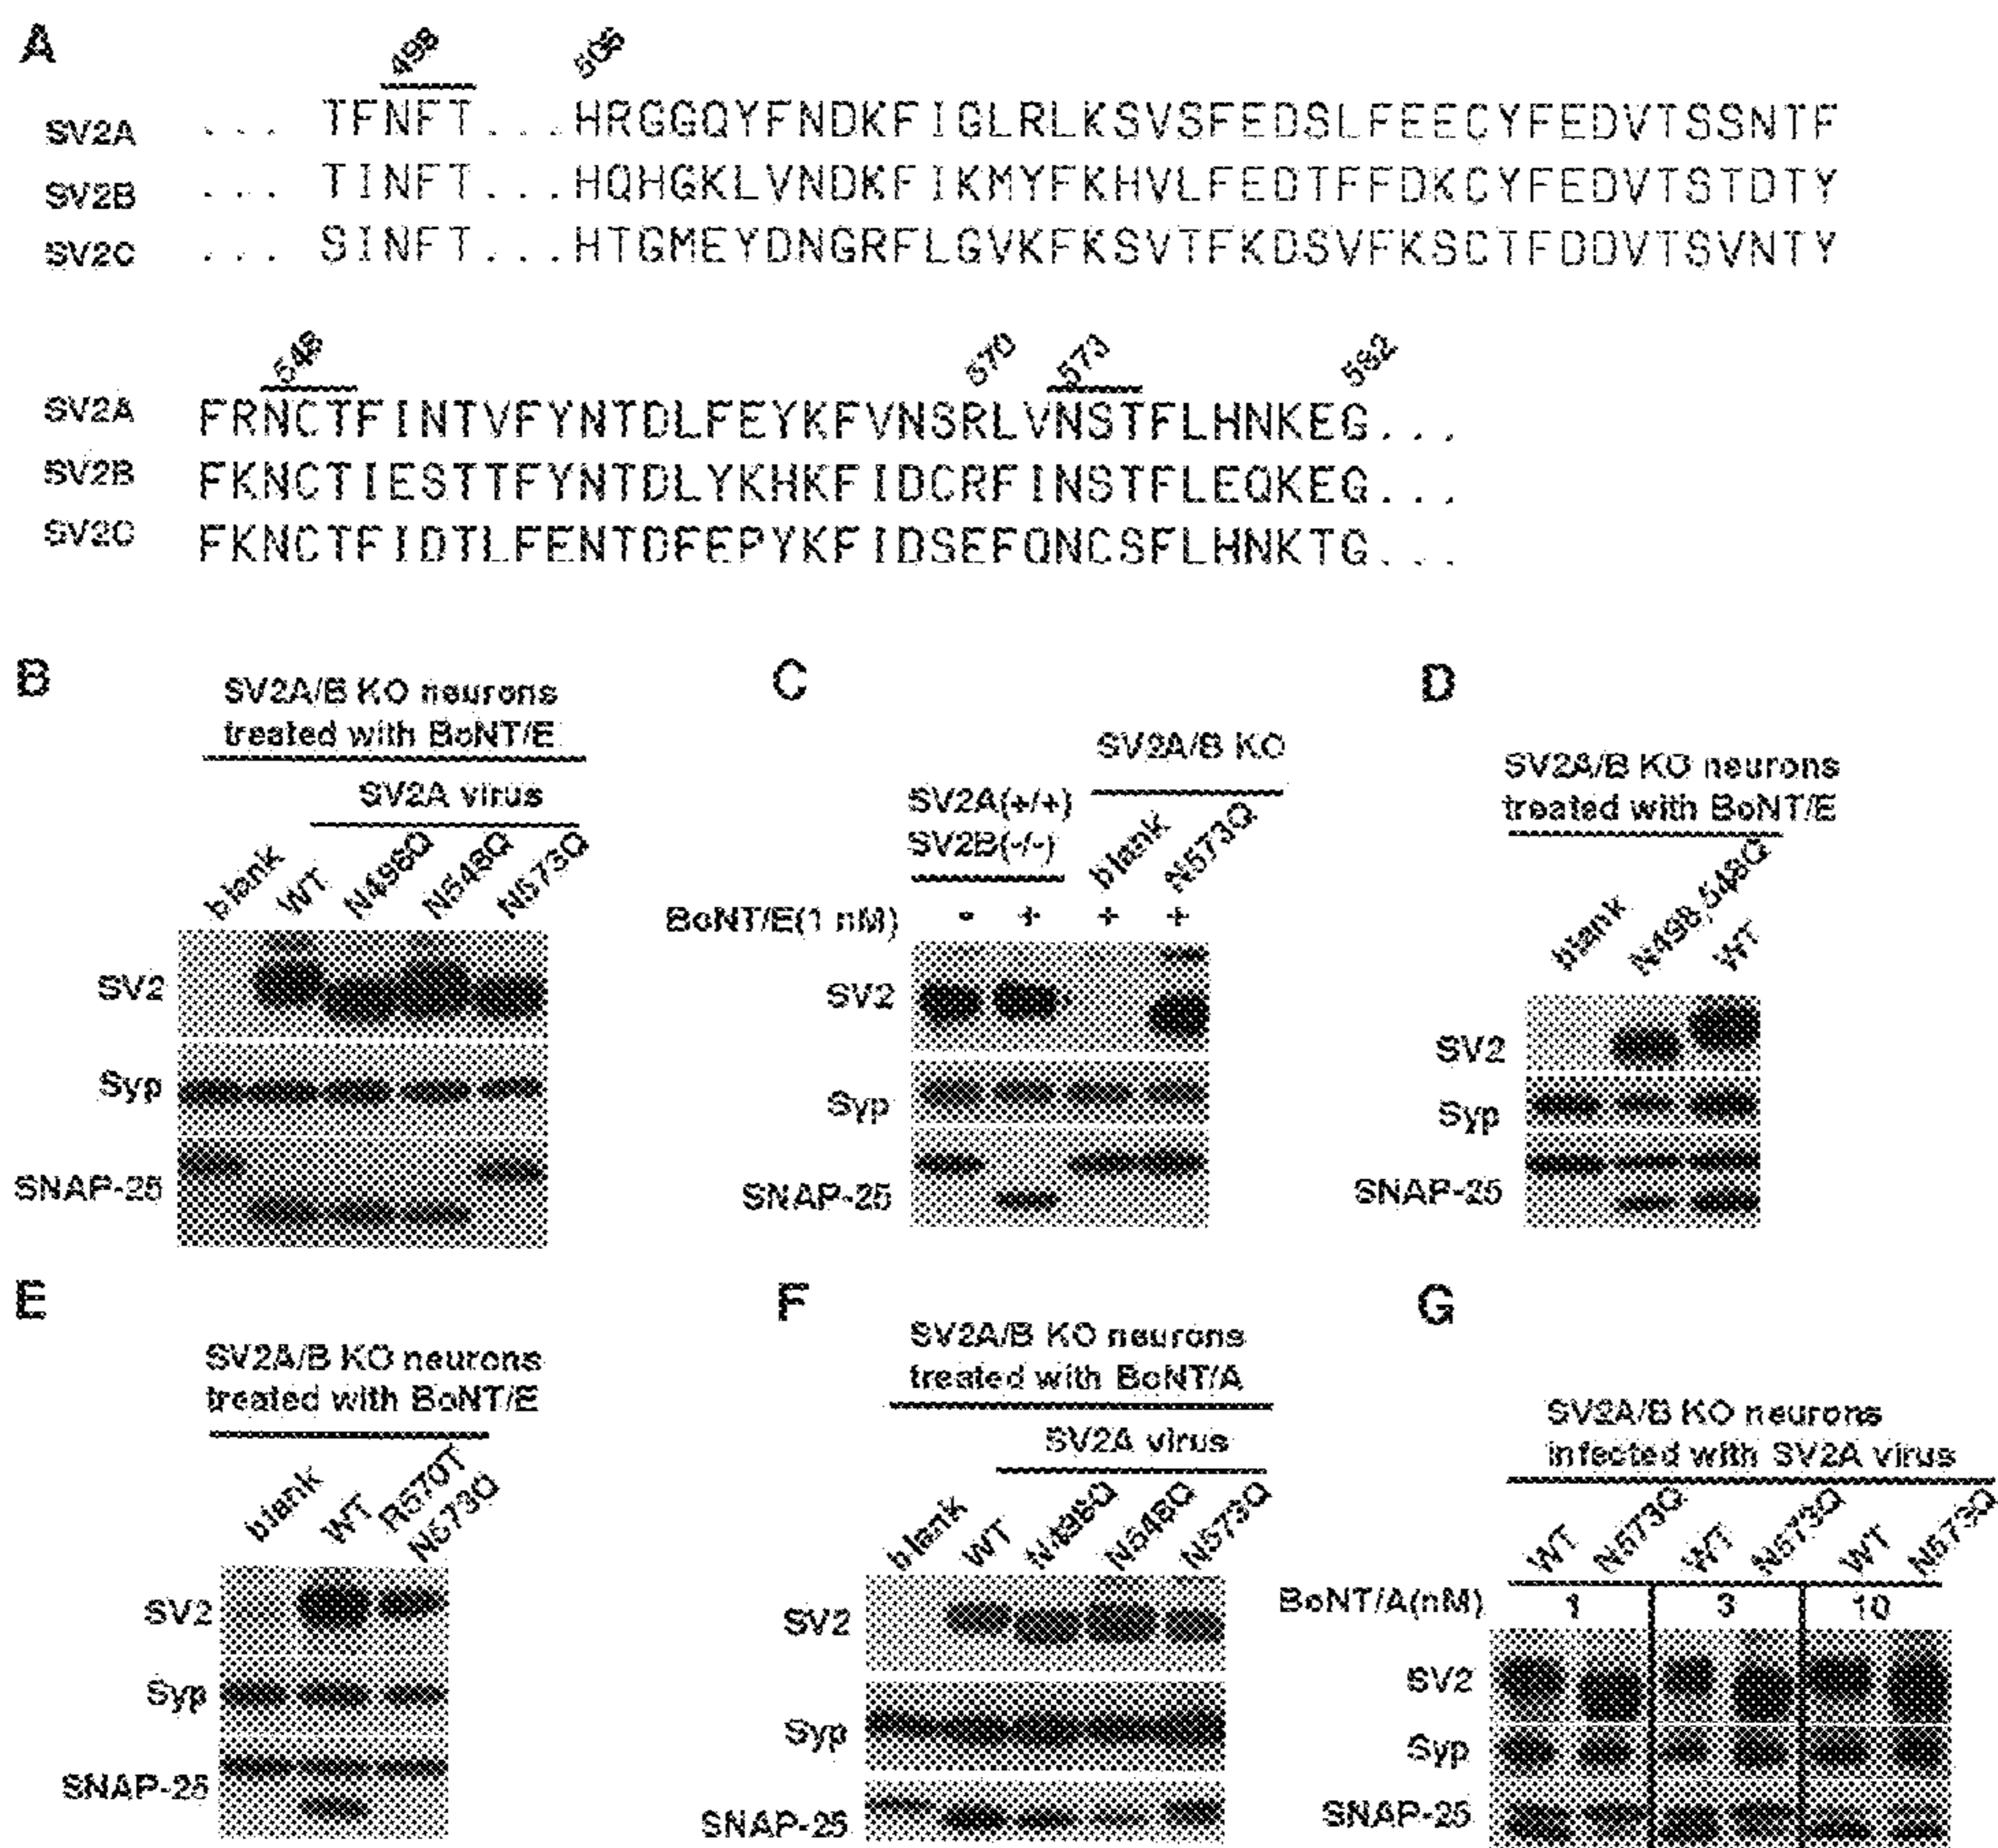 A
498 506
SV2A ... TFNFT...HRGGQYFNDKFIGLRLKSVSFEDSLFEECYFEDVTSSNTF
SV2B ... TINFT...HQHGKLVNDKFIKMYFKHVLFEDTFFDKCYFEDVTSTDTY
SV2C ... SINFT...HTGMEYDNGRFLGVKFKSVTFKDSVFKSCTFDDVTSVNTY
548 570 573 582
SV2A FRNCTFINTVFYNTDLFEYKFVNSRLVNSTFLHNKEG...
SV2B FKNCTIESTTFYNTDLYKHKFIDCRFINSTFLEQKEG...
SV2C FKNCTFIDTLFENTDFEPYKFIDSEFQNCSFLHNKTG...
B
SV2A/B KO neurons
treated with BoNT/E
SV2A virus
blank WT N498Q N548Q N573Q
SV2
Syp
SNAP-25
C
SV2A/B KO
SV2A(+/+)
SV2B(-/-)
blank N573Q
BoNT/E(1 nM) - + + +
SV2
Syp
SNAP-25
D
SV2A/B KO neurons
treated with BoNT/E
blank N498,548Q WT
SV2
Syp
SNAP-25
E
SV2A/B KO neurons
treated with BoNT/E
blank WT R570T
N573Q
SV2
Syp
SNAP-25
F
SV2A/B KO neurons
treated with BoNT/A
SV2A virus
blank WT N498Q N548Q N573Q
SV2
Syp
SNAP-25
G
SV2A/B KO neurons
infected with SV2A virus
WT N573Q WT N573Q WT N573Q
BoNT/A(nM) 1 3 10
SV2
Syp
SNAP-25